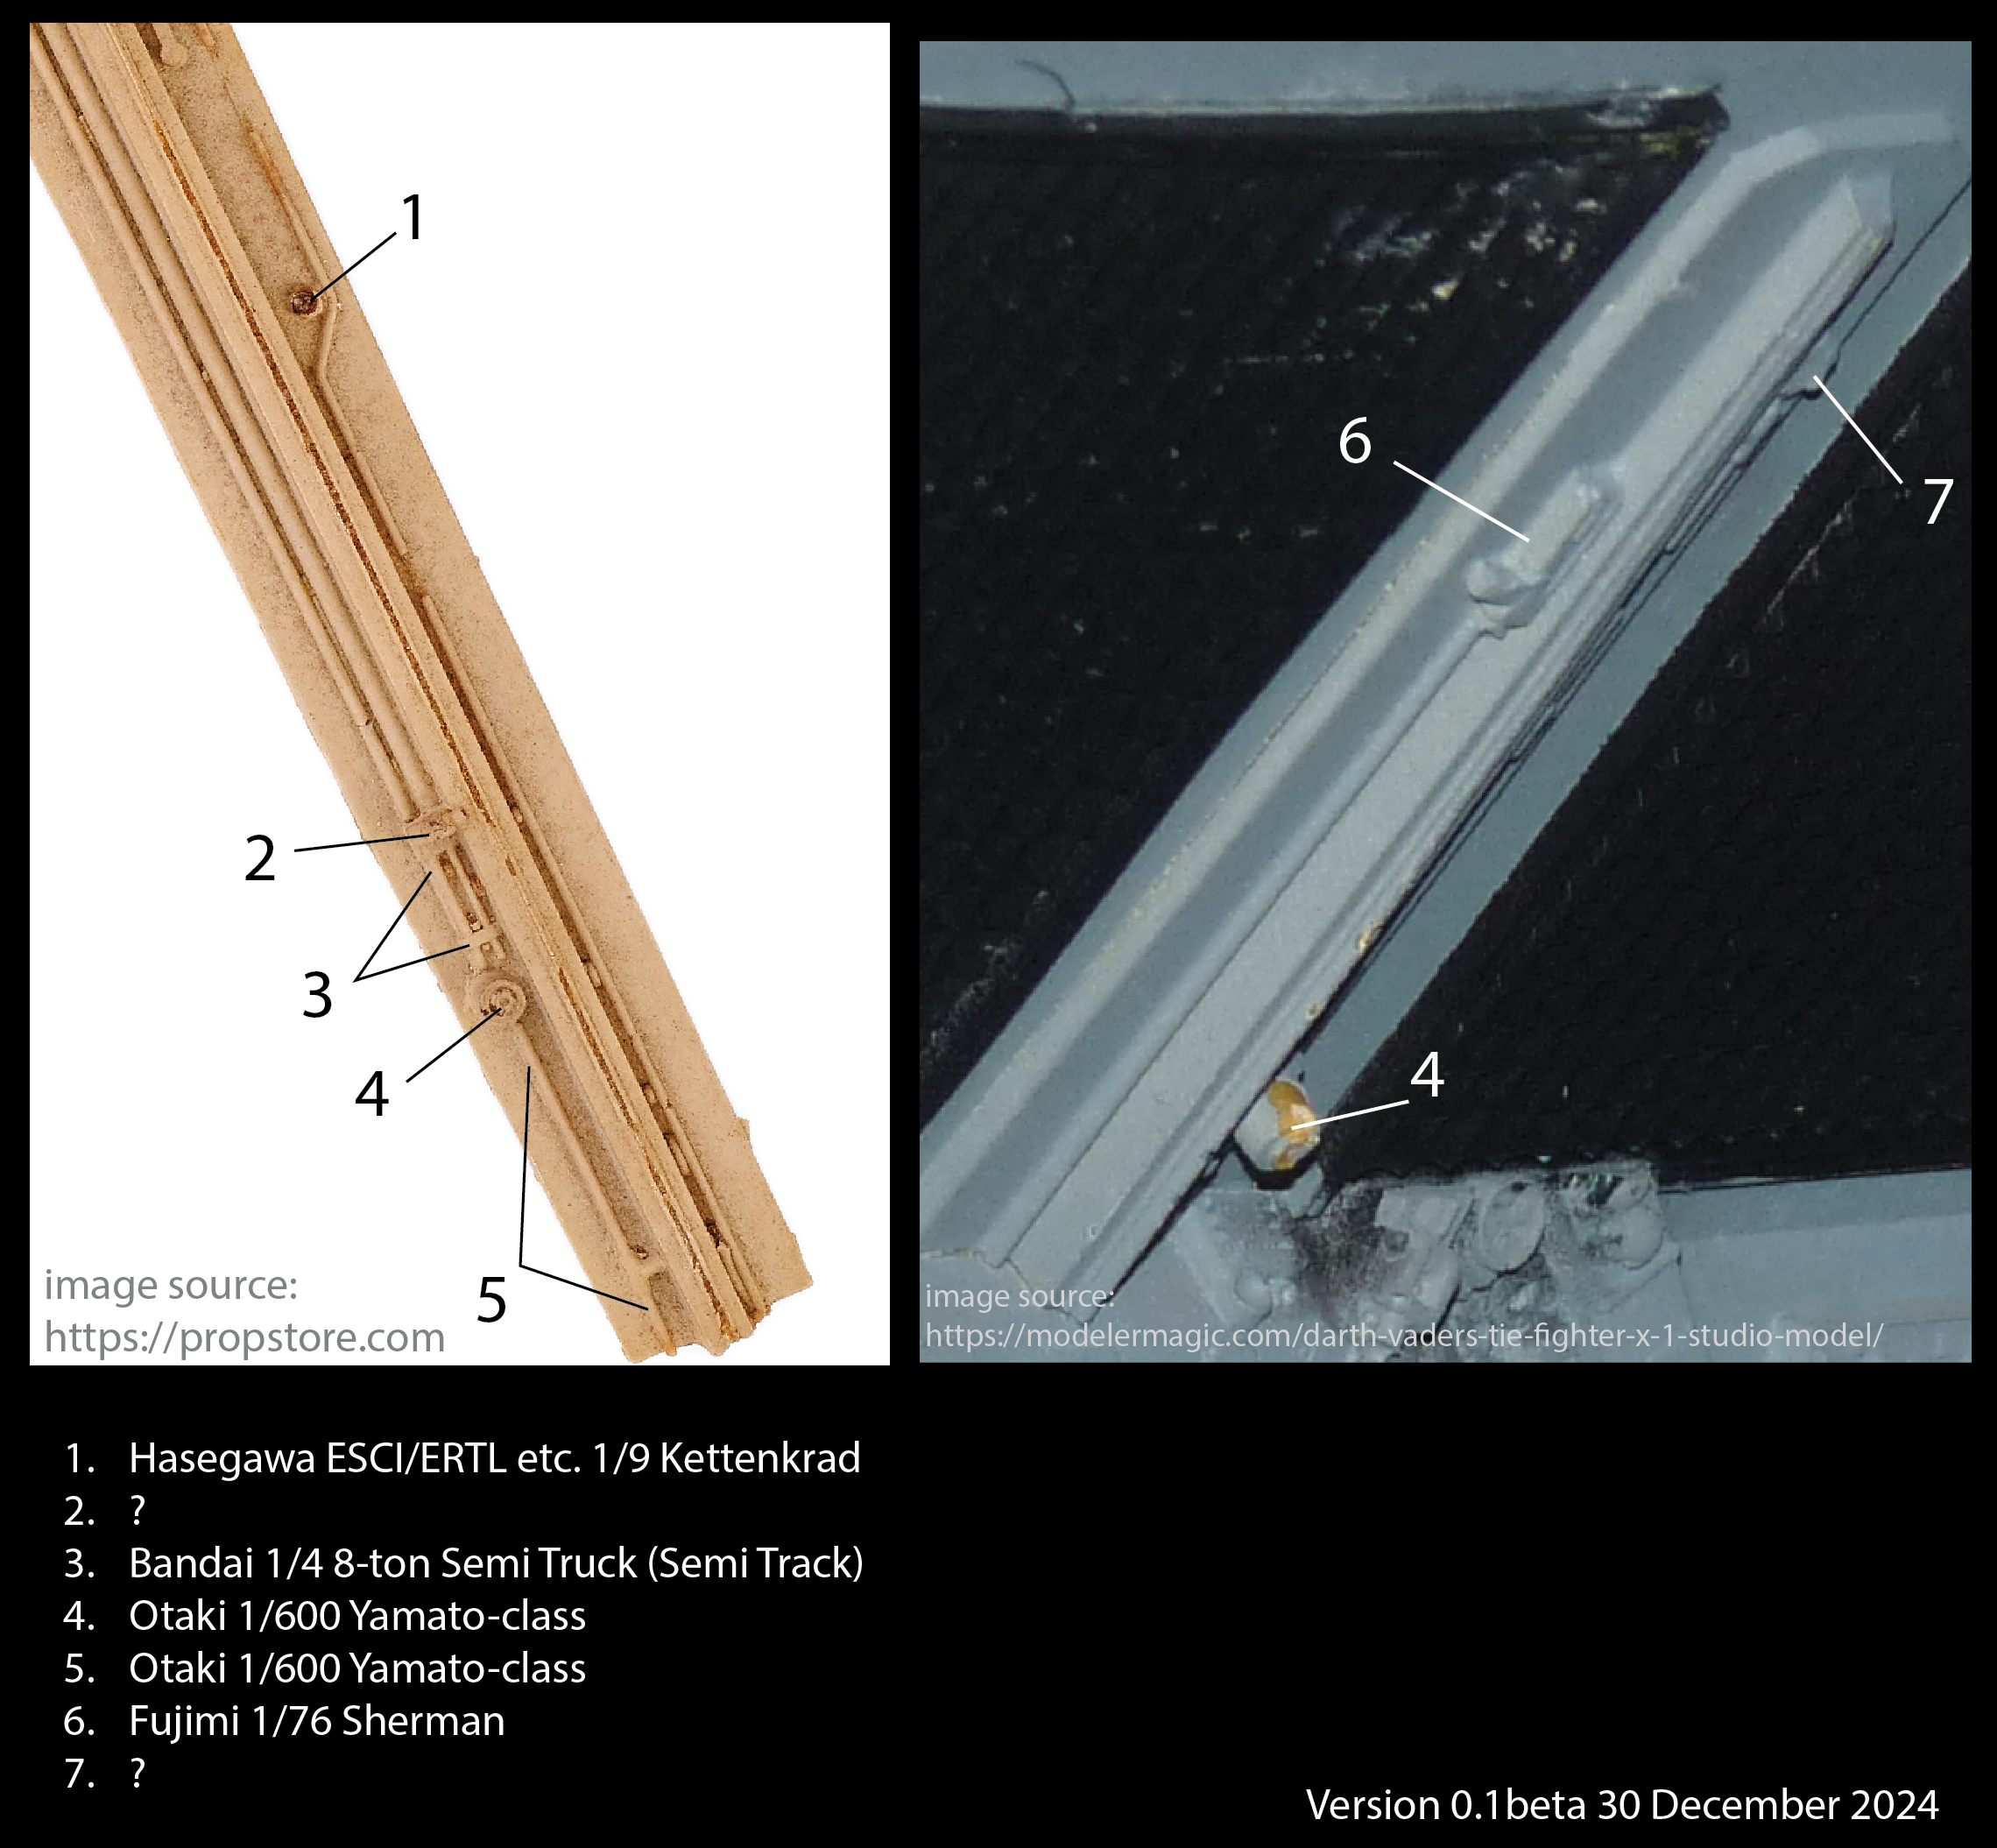 1
2
3
4
5
image source:
https://propstore.com
6
7
4
image source:
https://modelermagic.com/darth-vaders-tie-fighter-x-1-studio-model/
1. Hasegawa ESCI/ERTL etc. 1/9 Kettenkrad
2. ?
3. Bandai 1/4 8-ton Semi Truck (Semi Track)
4. Otaki 1/600 Yamato-class
5. Otaki 1/600 Yamato-class
6. Fujimi 1/76 Sherman
7. ?
Version 0.1beta 30 December 2024